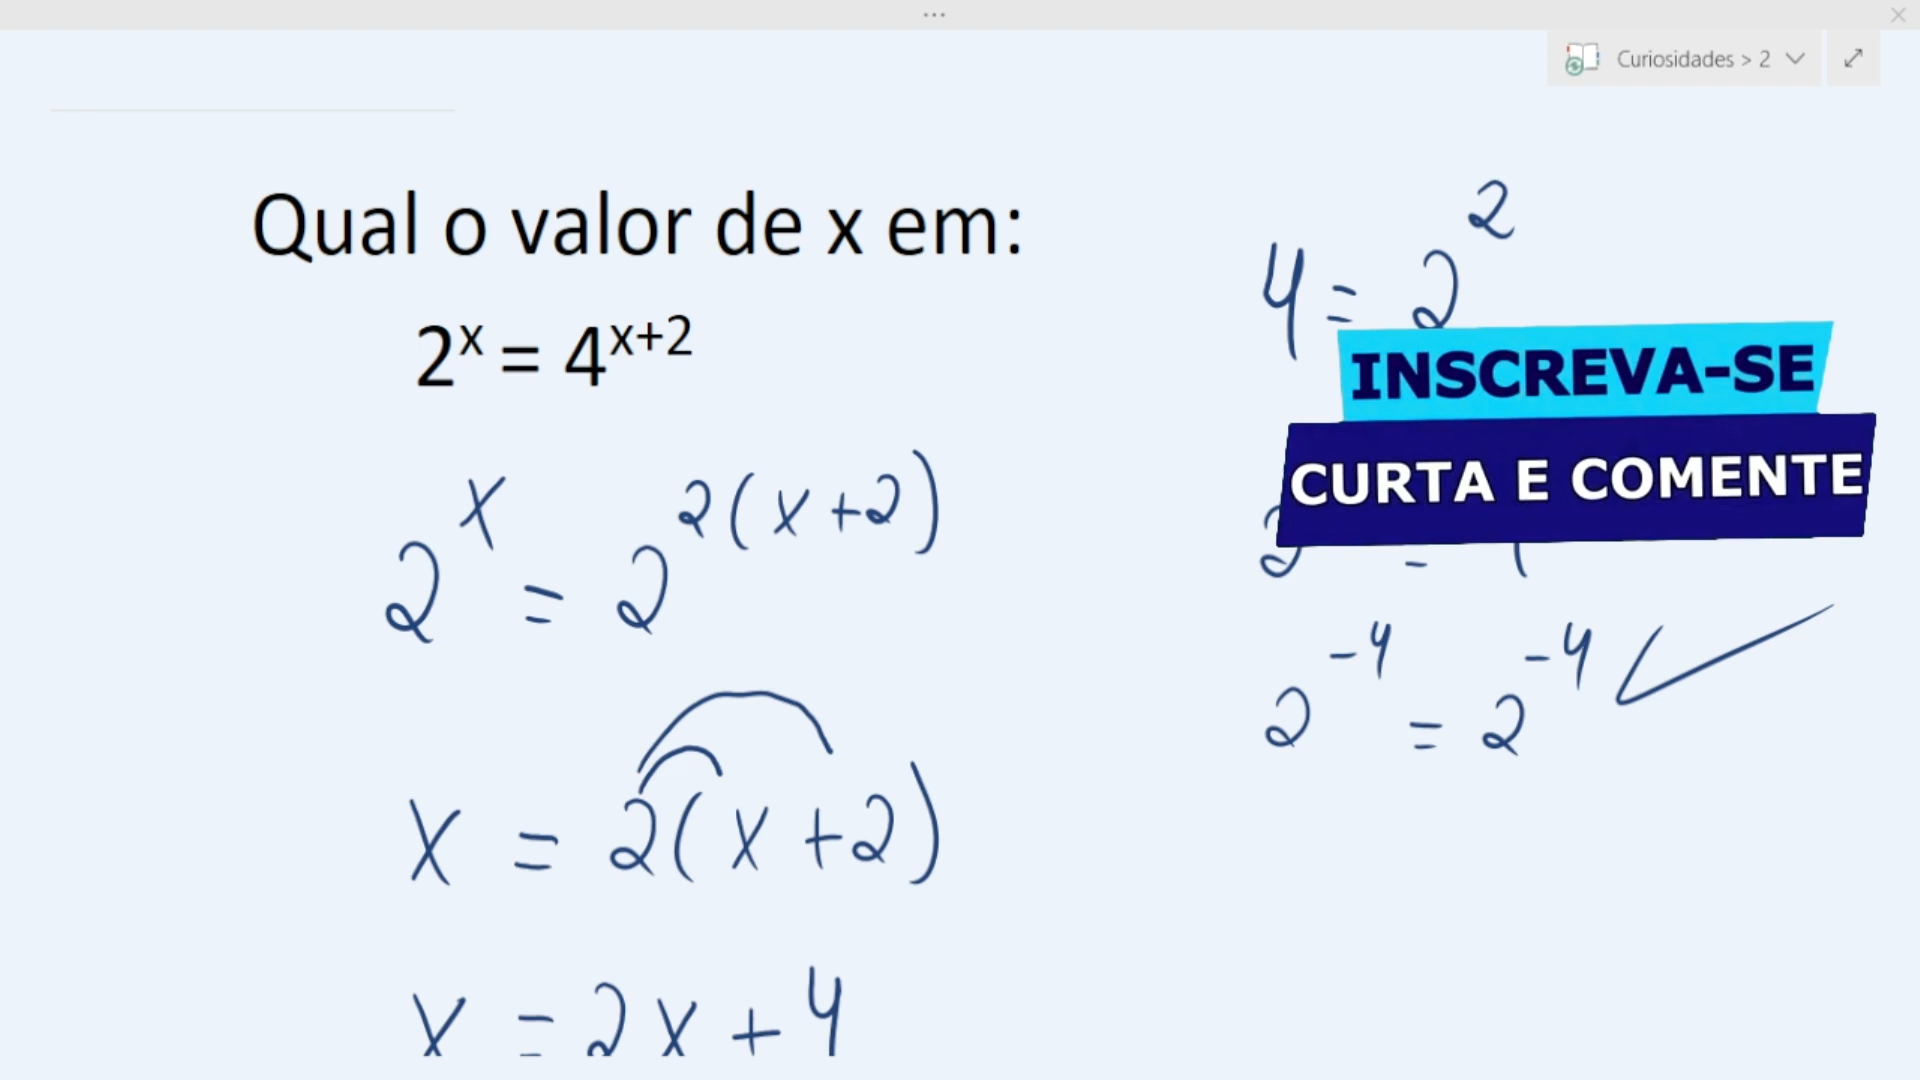 Curiosidades > 2
Qual o valor de x em:
2ˣ = 4ˣ⁺²
2ˣ = 2²⁽ˣ⁺²⁾
x = 2(x+2)
x = 2x + 4
4 = 2²
INSCREVA-SE
CURTA E COMENTE
2⁻⁴ = 2⁻⁴